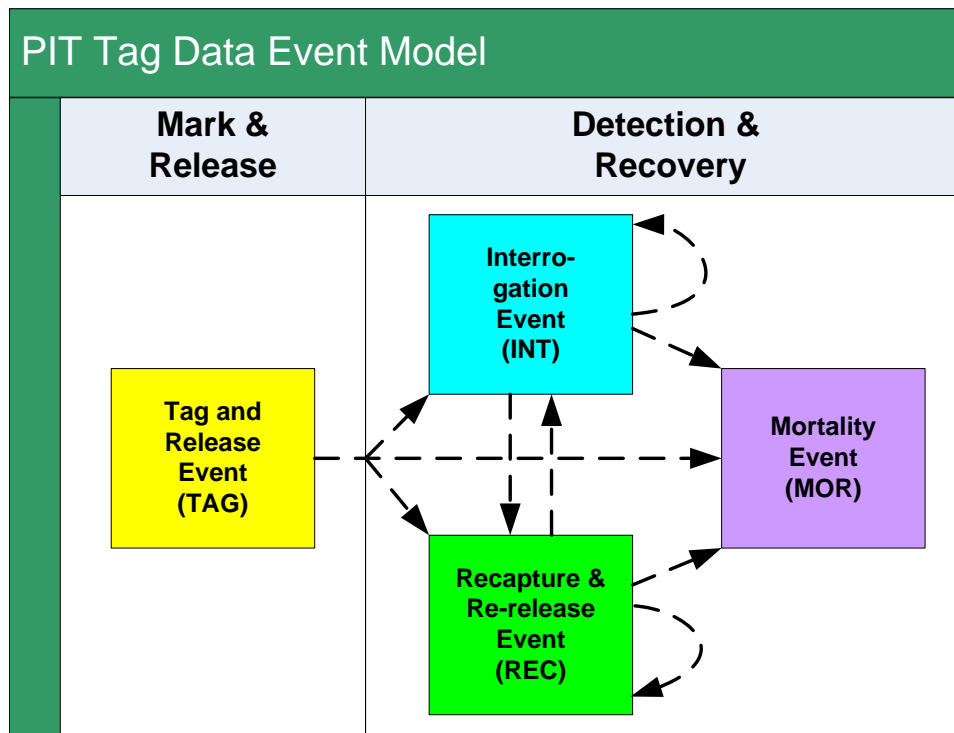 PIT Tag Data Event Model
Mark &
Release
Detection &
Recovery
Interro-
gation
Event
(INT)
Tag and
Release
Event
(TAG)
Mortality
Event
(MOR)
Recapture &
Re-release
Event
(REC)